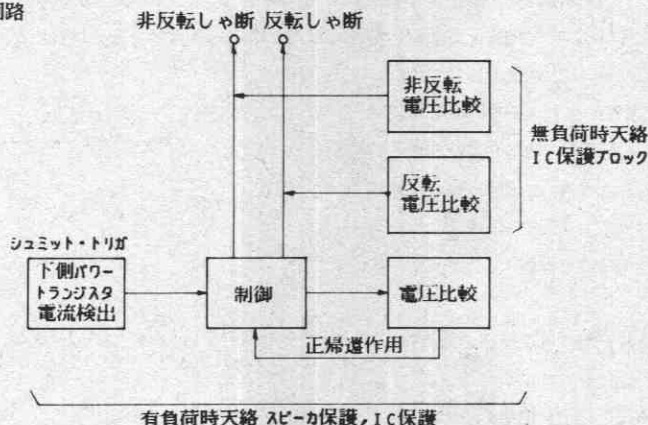 回路
非反転しゃ断 反転しゃ断
非反転
電圧比較
無負荷時天絡
IC保護ブロック
反転
電圧比較
シュミット・トリガ
下側パワー
トランジスタ
電流検出
制御
電圧比較
正帰還作用
有負荷時天絡 スピーカ保護,IC保護